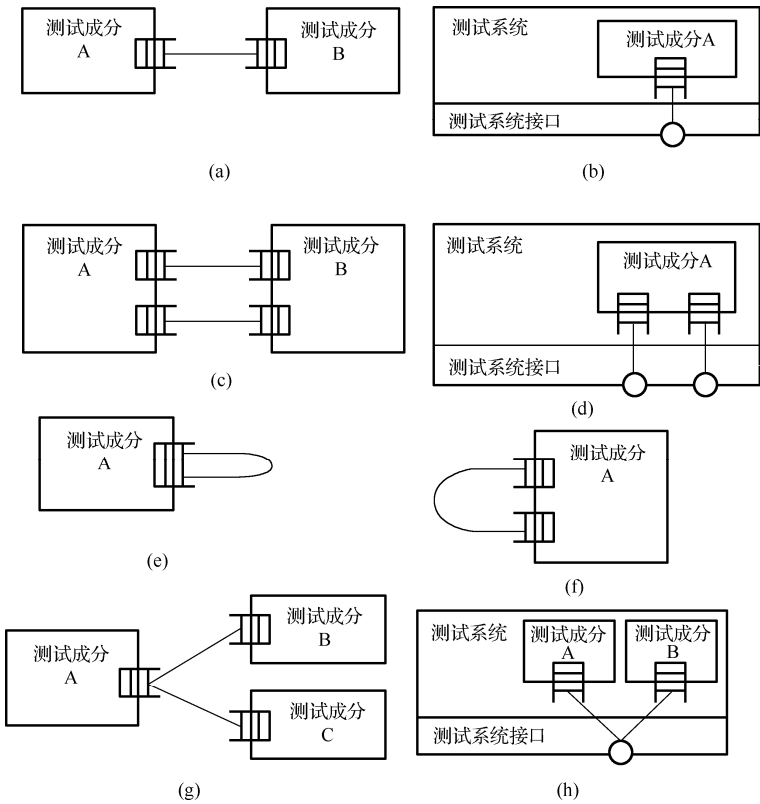 测试成分
A
测试成分
B
(a)
测试系统
测试成分A
测试系统接口
(b)
测试成分
A
测试成分
B
(c)
测试系统
测试成分A
测试系统接口
(d)
测试成分
A
(e)
测试成分
A
(f)
测试成分
A
测试成分
B
测试成分
C
(g)
测试系统
测试成分
A
测试成分
B
测试系统接口
(h)